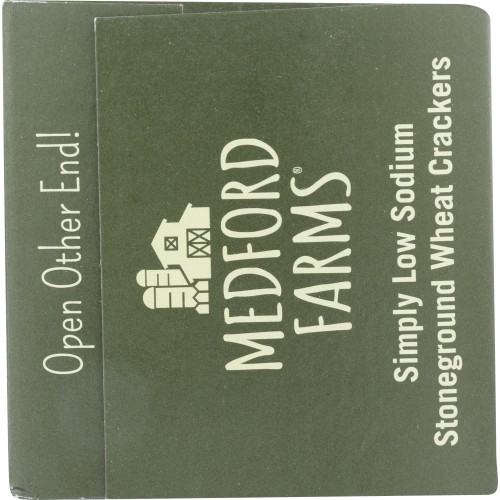 Open Other End!
MEDFORD
FARMS®
Simply Low Sodium
Stoneground Wheat Crackers